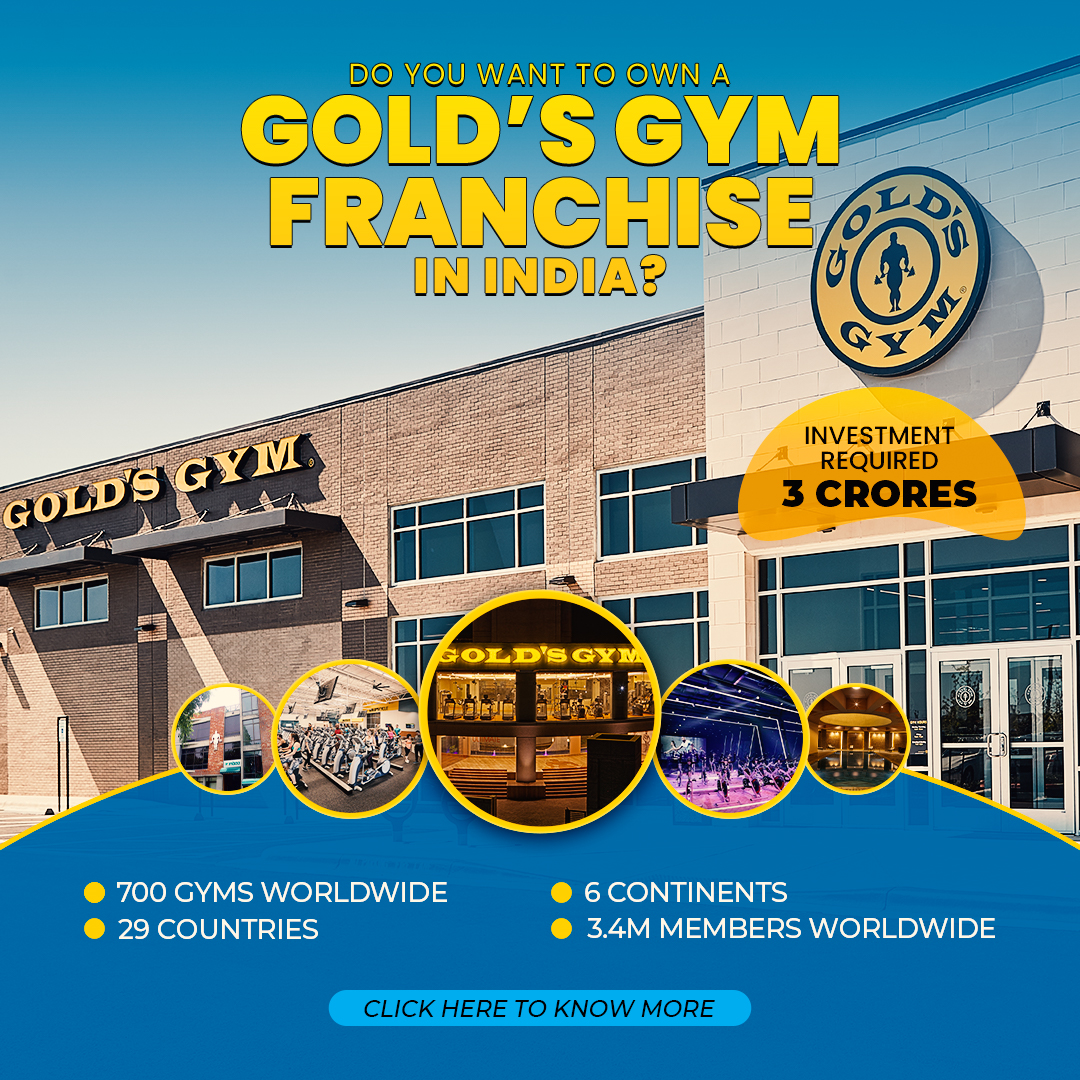 DO YOU WANT TO OWN A
GOLD'S GYM
FRANCHISE
IN INDIA?
GOLD'S
GYM
®
INVESTMENT
REQUIRED
3 CRORES
GOLD'S GYM
GOLD'S GYM
700 GYMS WORLDWIDE
29 COUNTRIES
6 CONTINENTS
3.4M MEMBERS WORLDWIDE
CLICK HERE TO KNOW MORE